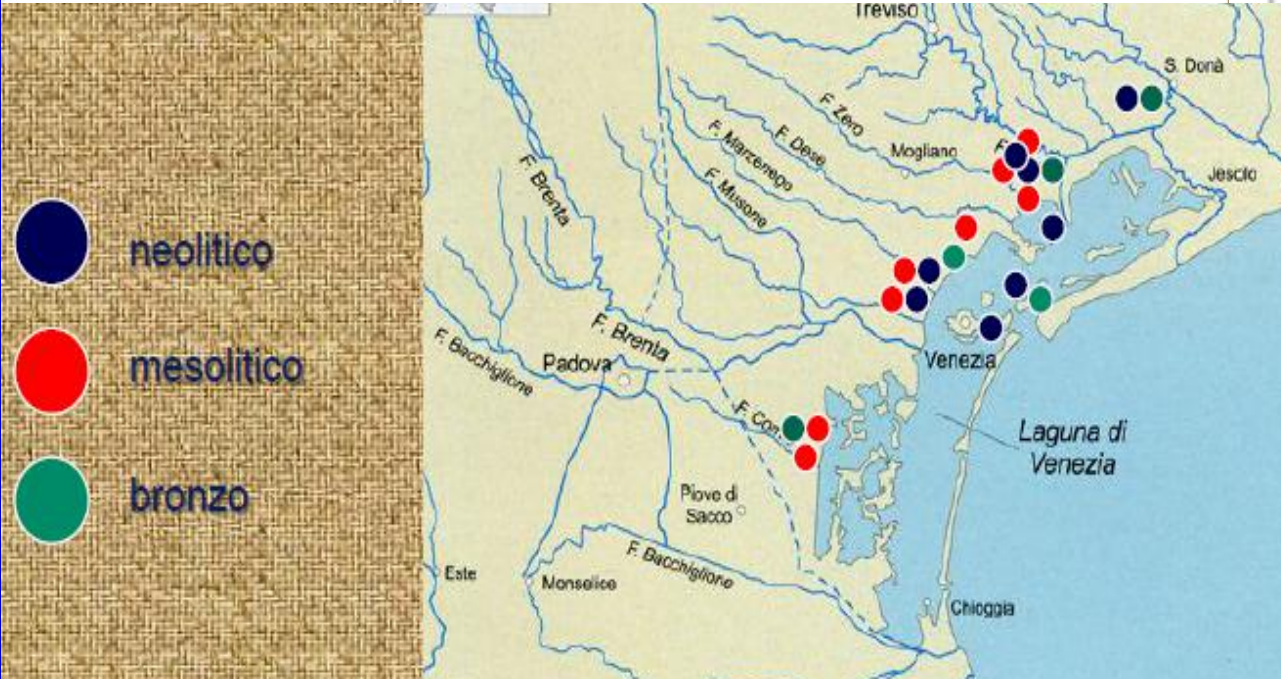 neolitico
mesolitico
bronzo
Treviso
S. Donà
F. Zero
F. Dese
Mogliano
F. Marzenego
F. Musone
Jesolo
F. Brenta
F. Brenta
Padova
F. Bacchiglione
Venezia
Laguna di
Venezia
Piove di
Sacco
F. Bacchiglione
Este
Monselice
Chioggia